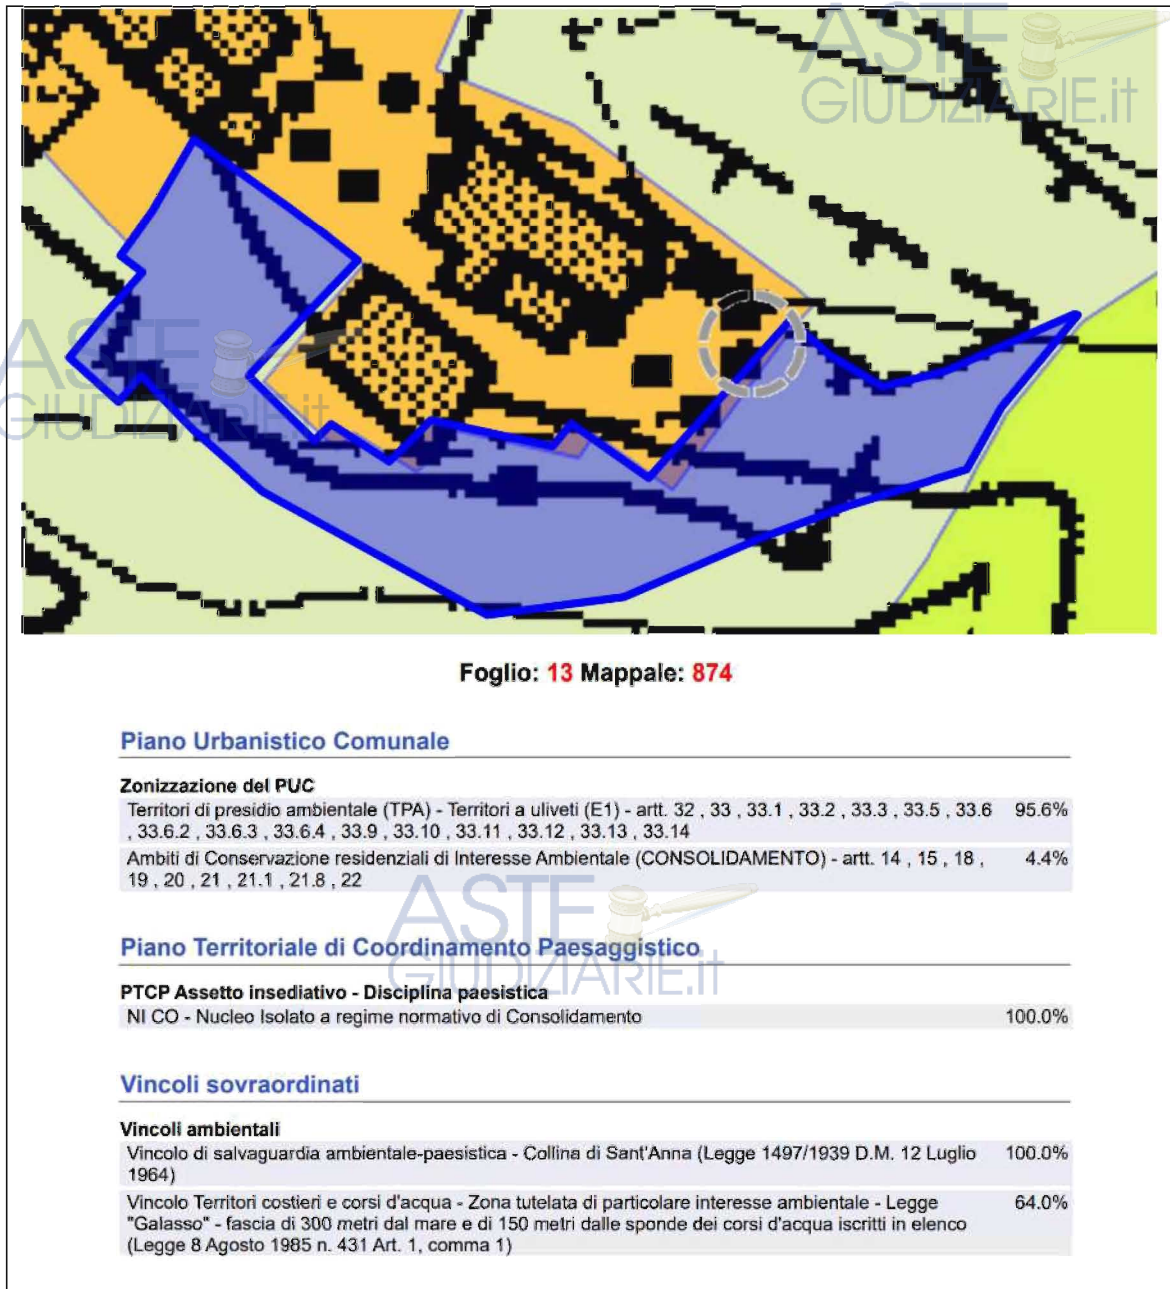 ASTE
GIUDIZIARIE.it
ASTE
GIUDIZIARIE.it
Foglio: 13 Mappale: 874
Piano Urbanistico Comunale
Zonizzazione del PUC
Territori di presidio ambientale (TPA) - Territori a uliveti (E1) - artt. 32 , 33 , 33.1 , 33.2 , 33.3 , 33.5 , 33.6 95.6%
, 33.6.2 , 33.6.3 , 33.6.4 , 33.9 , 33.10 , 33.11 , 33.12 , 33.13 , 33.14
Ambiti di Conservazione residenziali di Interesse Ambientale (CONSOLIDAMENTO) - artt. 14 , 15 , 18 , 4.4%
19 , 20 , 21 , 21.1 , 21.8 , 22
ASTE
GIUDIZIARIE.it
Piano Territoriale di Coordinamento Paesaggistico
PTCP Assetto insediativo - Disciplina paesistica
NI CO - Nucleo Isolato a regime normativo di Consolidamento 100.0%
Vincoli sovraordinati
Vincoli ambientali
Vincolo di salvaguardia ambientale-paesistica - Collina di Sant'Anna (Legge 1497/1939 D.M. 12 Luglio 100.0%
1964)
Vincolo Territori costieri e corsi d'acqua - Zona tutelata di particolare interesse ambientale - Legge 64.0%
"Galasso" - fascia di 300 metri dal mare e di 150 metri dalle sponde dei corsi d'acqua iscritti in elenco
(Legge 8 Agosto 1985 n. 431 Art. 1, comma 1)